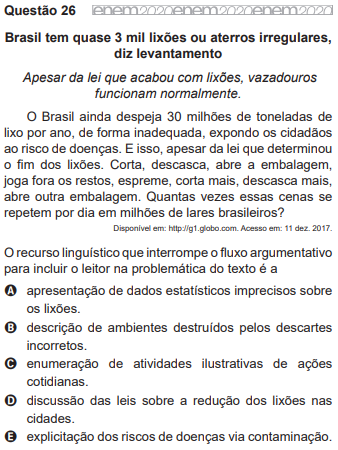 Questão 26 enem2020enem2020enem2020
Brasil tem quase 3 mil lixões ou aterros irregulares,
diz levantamento
Apesar da lei que acabou com lixões, vazadouros
funcionam normalmente.
O Brasil ainda despeja 30 milhões de toneladas de
lixo por ano, de forma inadequada, expondo os cidadãos
ao risco de doenças. E isso, apesar da lei que determinou
o fim dos lixões. Corta, descasca, abre a embalagem,
joga fora os restos, espreme, corta mais, descasca mais,
abre outra embalagem. Quantas vezes essas cenas se
repetem por dia em milhões de lares brasileiros?
Disponível em: http://g1.globo.com. Acesso em: 11 dez. 2017.
O recurso linguístico que interrompe o fluxo argumentativo
para incluir o leitor na problemática do texto é a
A apresentação de dados estatísticos imprecisos sobre
os lixões.
B descrição de ambientes destruídos pelos descartes
incorretos.
C enumeração de atividades ilustrativas de ações
cotidianas.
D discussão das leis sobre a redução dos lixões nas
cidades.
E explicitação dos riscos de doenças via contaminação.